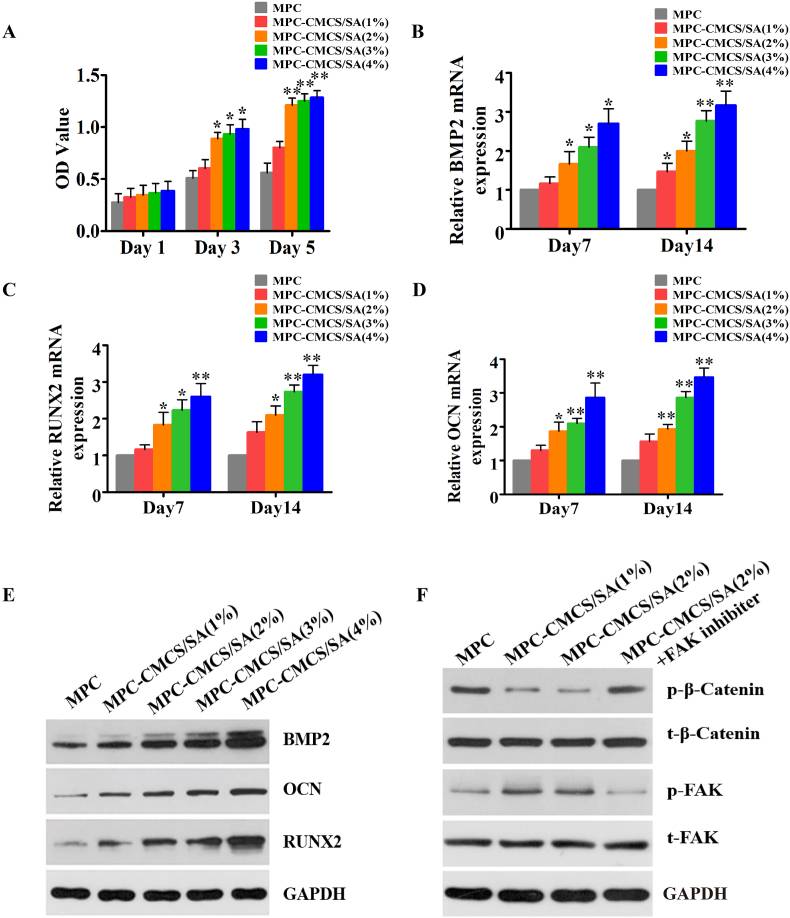 A
MPC
MPC-CMCS/SA(1%)
MPC-CMCS/SA(2%)
MPC-CMCS/SA(3%)
MPC-CMCS/SA(4%)
OD Value
1.5
1.0
0.5
0.0
* * *
** ** **
Day 1 Day 3 Day 5
B
MPC
MPC-CMCS/SA(1%)
MPC-CMCS/SA(2%)
MPC-CMCS/SA(3%)
MPC-CMCS/SA(4%)
Relative BMP2 mRNA
expression
4
3
2
1
0
* * *
* * ** **
Day7 Day14
C
MPC
MPC-CMCS/SA(1%)
MPC-CMCS/SA(2%)
MPC-CMCS/SA(3%)
MPC-CMCS/SA(4%)
Relative RUNX2 mRNA
expression
4
3
2
1
0
* * **
* ** **
Day7 Day14
D
MPC
MPC-CMCS/SA(1%)
MPC-CMCS/SA(2%)
MPC-CMCS/SA(3%)
MPC-CMCS/SA(4%)
Relative OCN mRNA
expression
4
3
2
1
0
* ** **
** ** **
Day7 Day14
E
MPC
MPC-CMCS/SA(1%)
MPC-CMCS/SA(2%)
MPC-CMCS/SA(3%)
MPC-CMCS/SA(4%)
BMP2
OCN
RUNX2
GAPDH
F
MPC
MPC-CMCS/SA(1%)
MPC-CMCS/SA(2%)
MPC-CMCS/SA(2%)
+FAK inhibiter
p-β-Catenin
t-β-Catenin
p-FAK
t-FAK
GAPDH